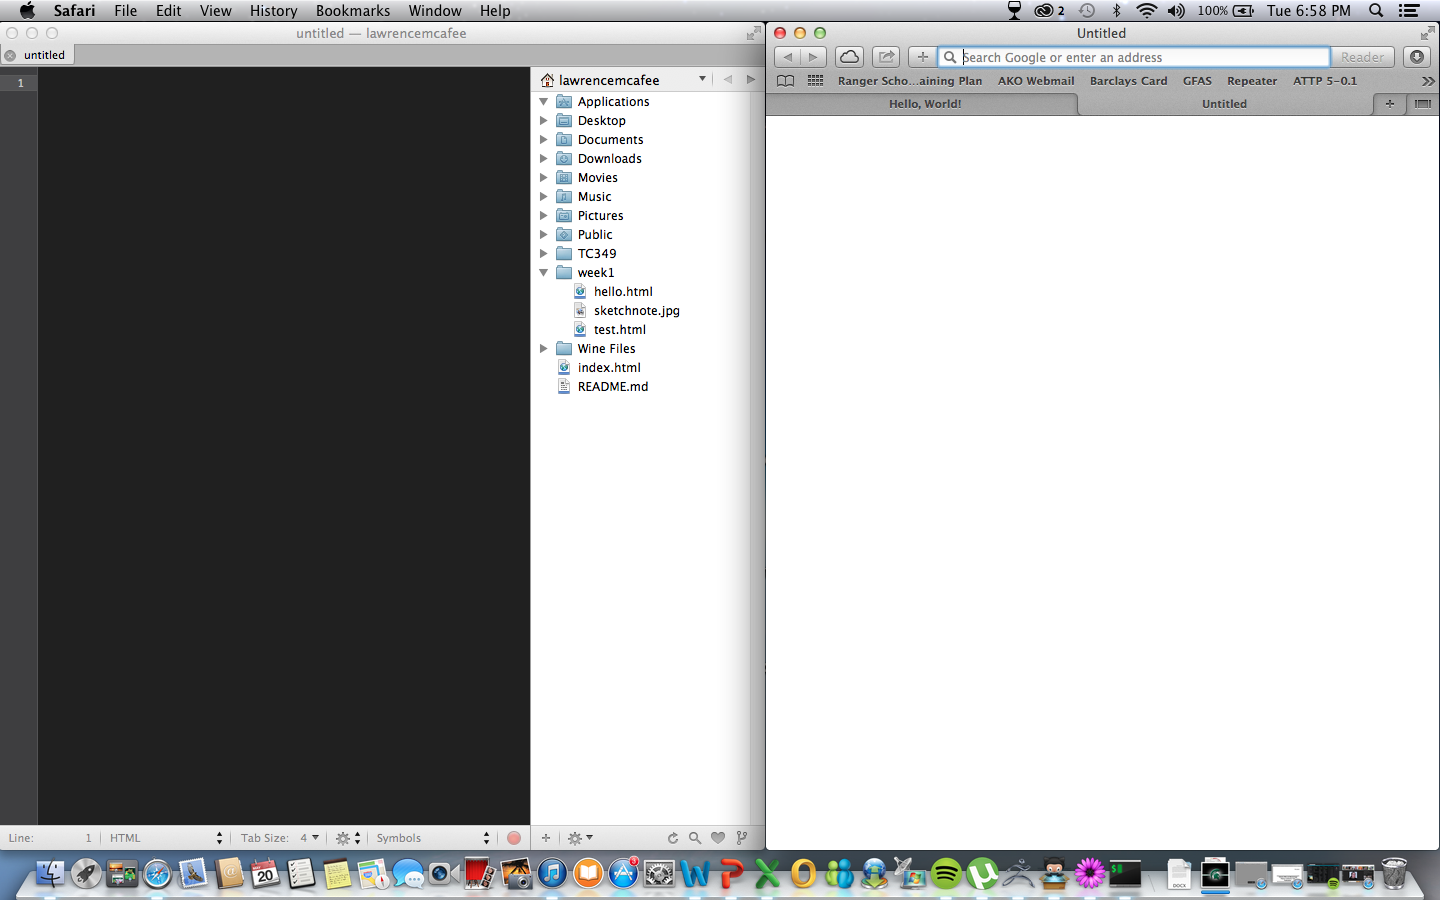 Safari File Edit View History Bookmarks Window Help 2 100% Tue 6:58 PM
untitled — lawrencemcafee
untitled
1
lawrencemcafee
Applications
Desktop
Documents
Downloads
Movies
Music
Pictures
Public
TC349
week1
hello.html
sketchnote.jpg
test.html
Wine Files
index.html
README.md
Line: 1 HTML Tab Size: 4 Symbols
Untitled
Search Google or enter an address Reader
Ranger Scho...aining Plan AKO Webmail Barclays Card GFAS Repeater ATTP 5-0.1
Hello, World! Untitled
20 3 W P X O DOCX